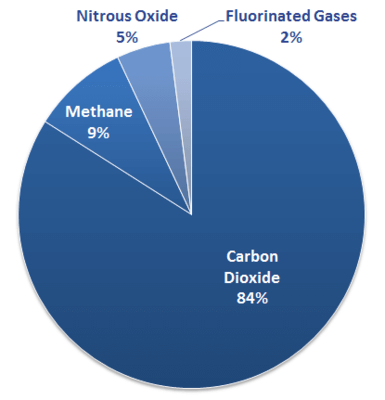 Nitrous Oxide
5%
Fluorinated Gases
2%
Methane
9%
Carbon
Dioxide
84%